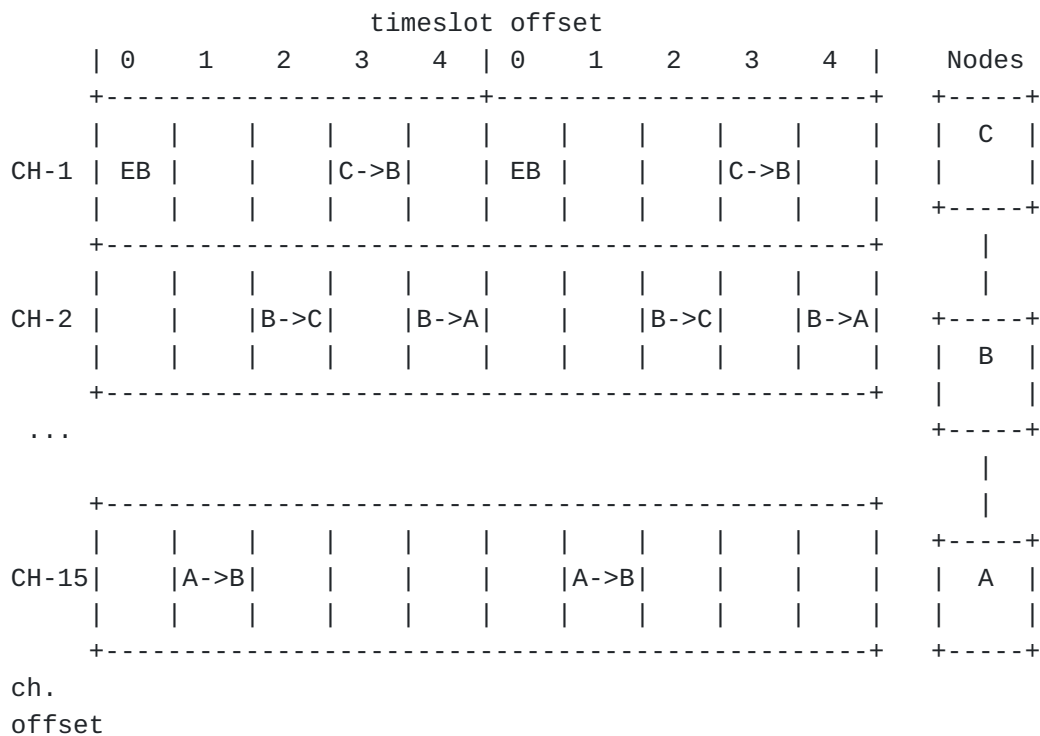 timeslot offset
      | 0    1    2    3    4  | 0    1    2    3    4  |    Nodes
      +------------------------+------------------------+   +-----+
      |    |    |    |    |    |    |    |    |    |    |   |  C  |
CH-1  | EB |    |    |C->B|    | EB |    |    |C->B|    |   |     |
      |    |    |    |    |    |    |    |    |    |    |   +-----+
      +-------------------------------------------------+      |
      |    |    |    |    |    |    |    |    |    |    |      |
CH-2  |    |    |B->C|    |B->A|    |    |B->C|    |B->A|   +-----+
      |    |    |    |    |    |    |    |    |    |    |   |  B  |
      +-------------------------------------------------+   |     |
 ...                                                        +-----+
                                                               |
      +-------------------------------------------------+      |
      |    |    |    |    |    |    |    |    |    |    |   +-----+
CH-15|    |A->B|    |    |    |    |A->B|    |    |    |   |  A  |
      |    |    |    |    |    |    |    |    |    |    |   |     |
      +-------------------------------------------------+   +-----+
ch.
offset